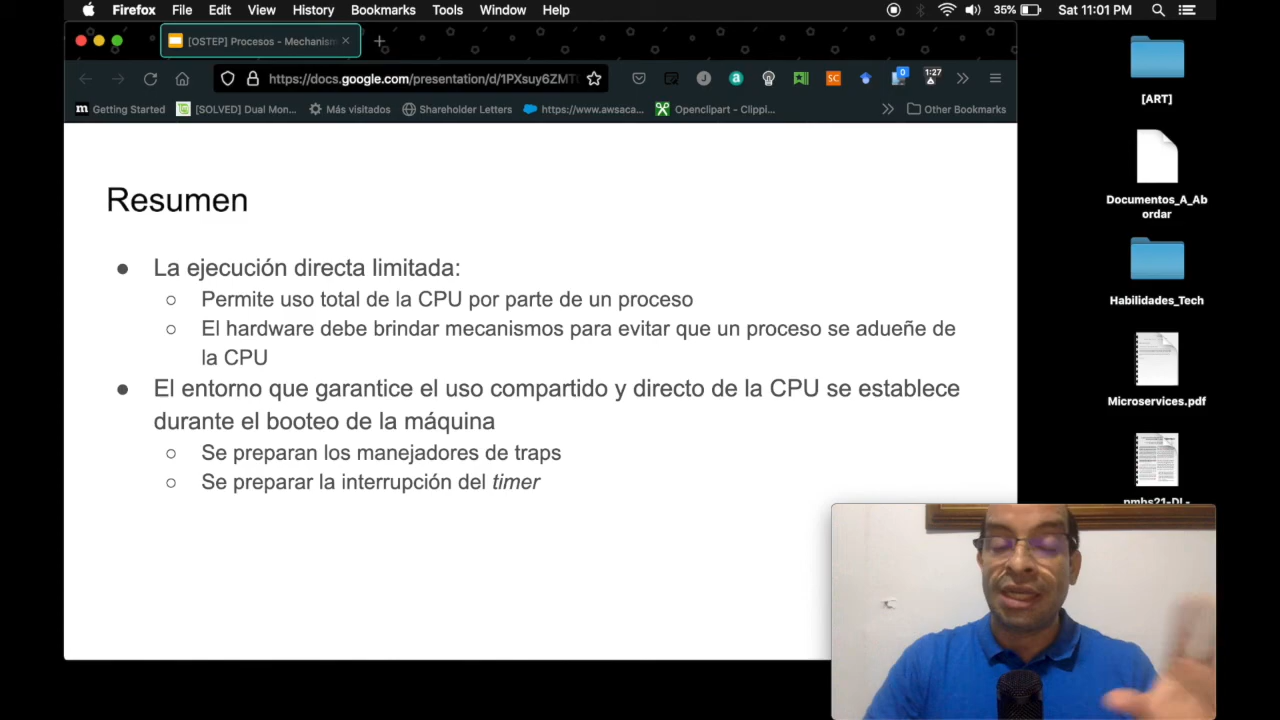 Firefox File Edit View History Bookmarks Tools Window Help 35% Sat 11:01 PM
[OSTEP] Procesos - Mechanism
https://docs.google.com/presentation/d/1PXsuy6ZMT
J a SC 0 1:27
m Getting Started [SOLVED] Dual Mon... Más visitados Shareholder Letters https://www.awsaca... Openclipart - Clippi... Other Bookmarks
[ART]
Resumen
Documentos_A_Abordar
● La ejecución directa limitada:
○ Permite uso total de la CPU por parte de un proceso
Habilidades_Tech
○ El hardware debe brindar mecanismos para evitar que un proceso se adueñe de
la CPU
● El entorno que garantice el uso compartido y directo de la CPU se establece
durante el booteo de la máquina
Microservices.pdf
○ Se preparan los manejadores de traps
○ Se preparar la interrupción del timer